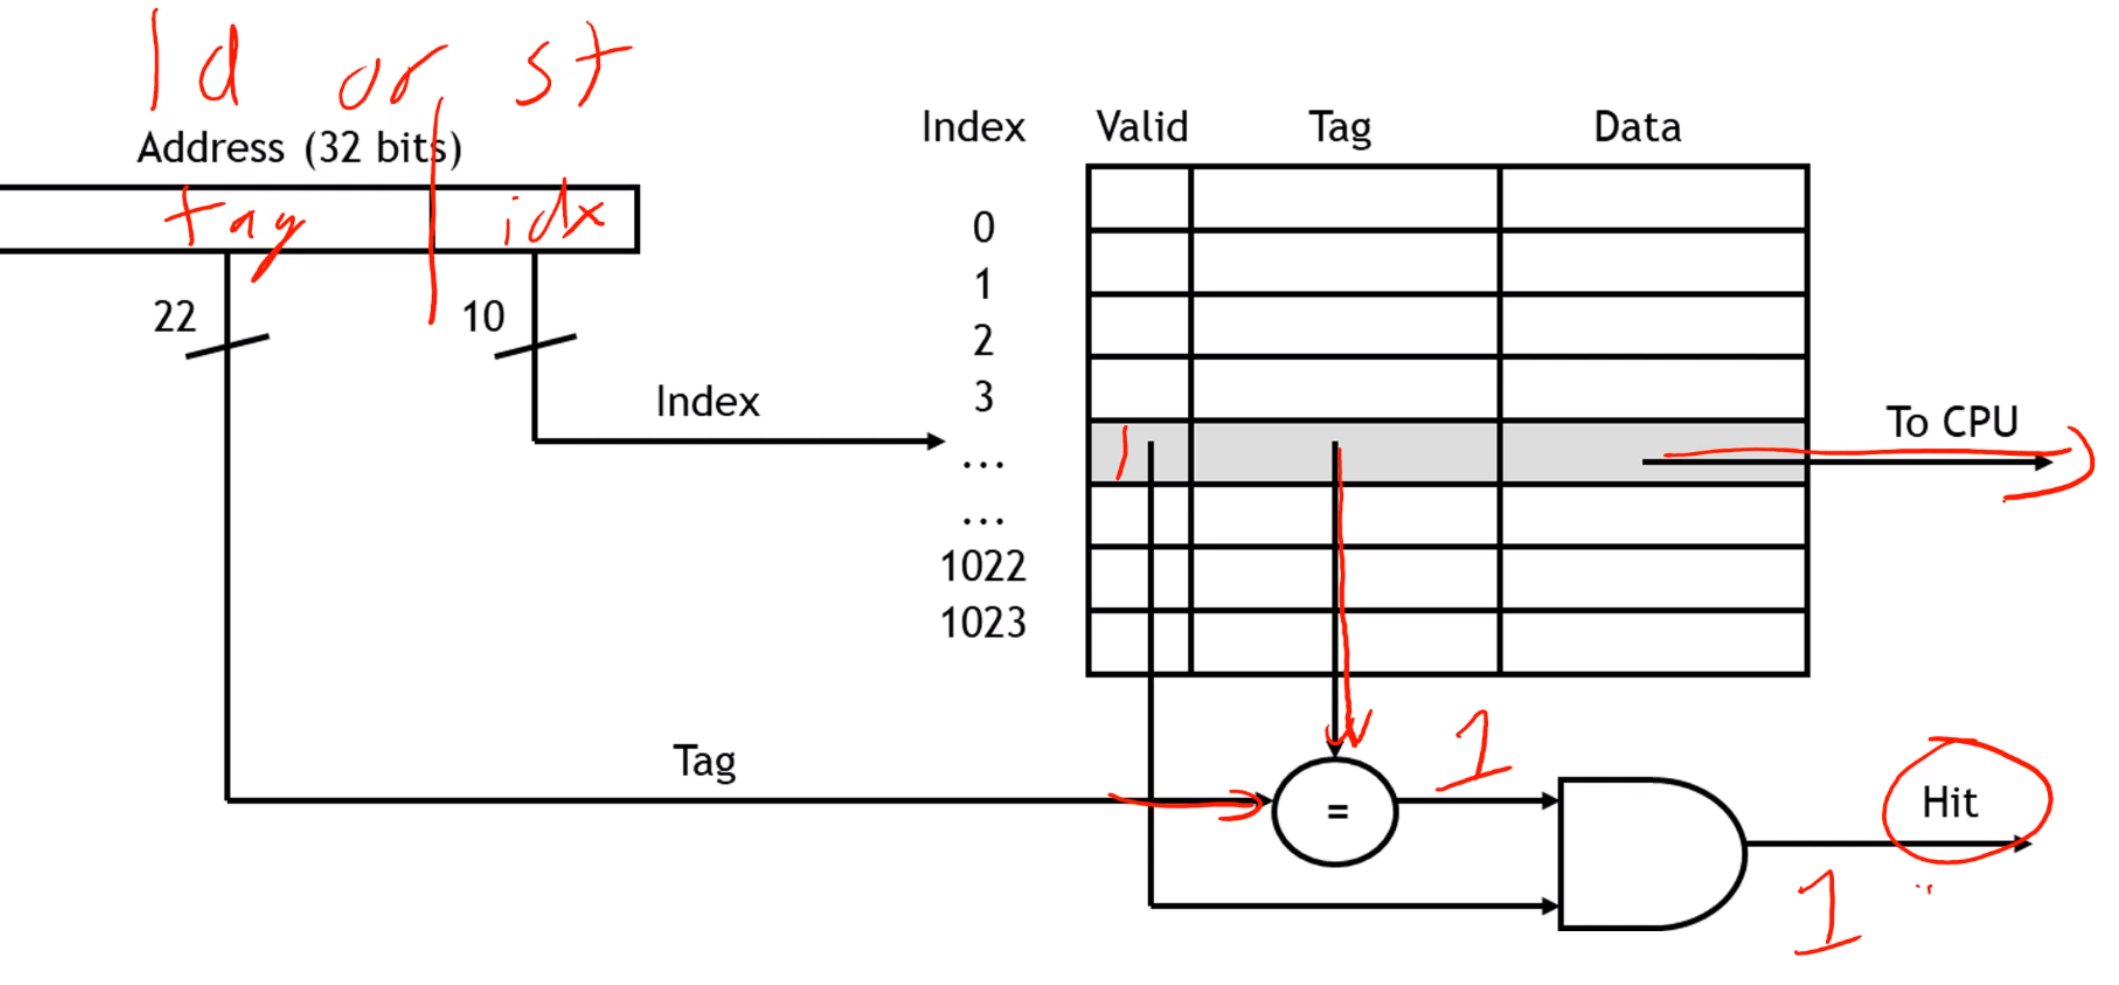 ld or st
Address (32 bits)
tag idx
22 10
Index Valid Tag Data
0
1
2
3
Index
...
1
To CPU
...
1022
1023
Tag
=
1
Hit
1